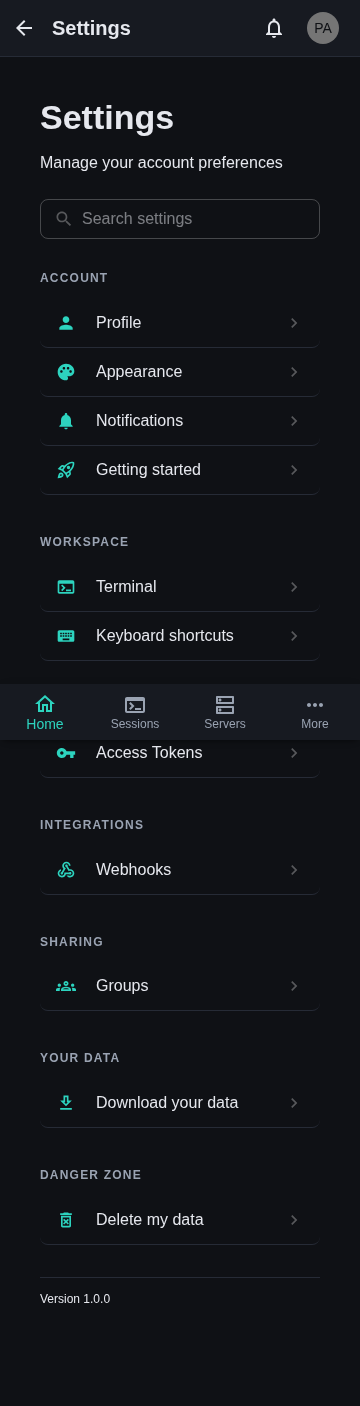 Settings
PA
Settings
Manage your account preferences
Search settings
ACCOUNT
Profile
Appearance
Notifications
Getting started
WORKSPACE
Terminal
Keyboard shortcuts
Home
Sessions
Servers
More
Access Tokens
INTEGRATIONS
Webhooks
SHARING
Groups
YOUR DATA
Download your data
DANGER ZONE
Delete my data
Version 1.0.0